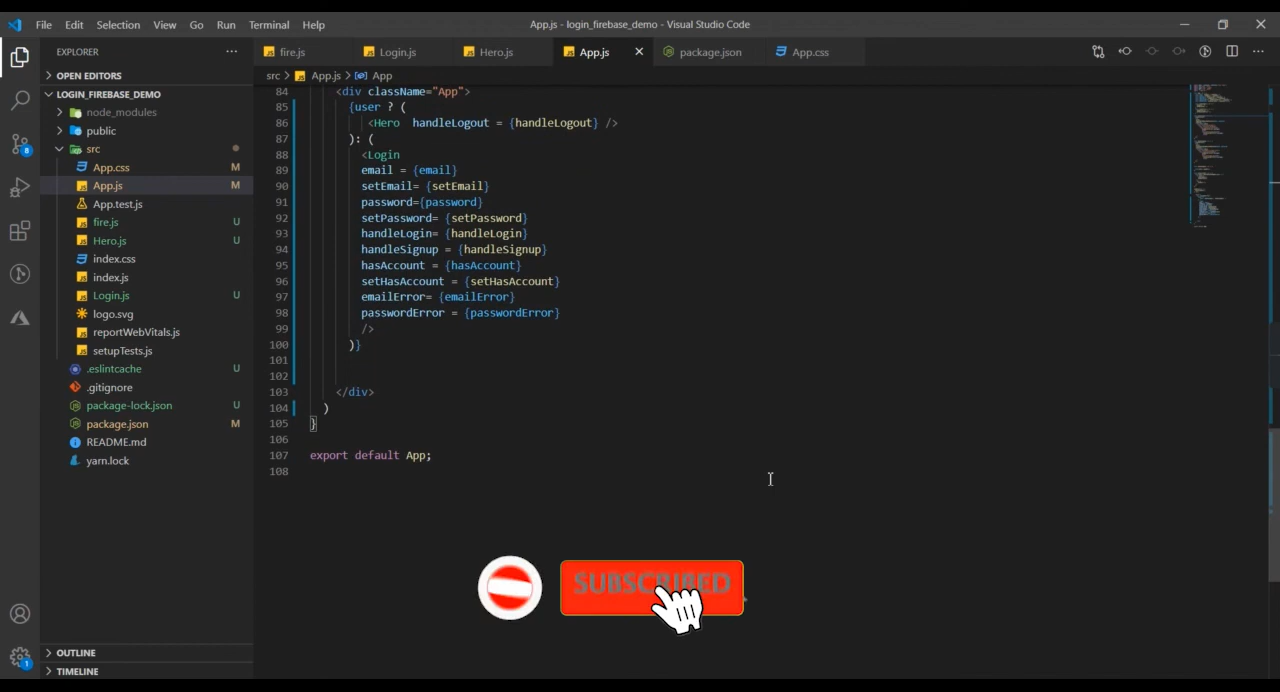 File Edit Selection View Go Run Terminal Help
App.js - login_firebase_demo - Visual Studio Code
EXPLORER
fire.js Login.js Hero.js App.js package.json App.css
OPEN EDITORS
src > App.js > App
LOGIN_FIREBASE_DEMO
node_modules
public
src
App.css M
App.js M
App.test.js
fire.js U
Hero.js U
index.css
index.js
Login.js U
logo.svg
reportWebVitals.js
setupTests.js
.eslintcache U
.gitignore
package-lock.json U
package.json M
README.md
yarn.lock
OUTLINE
TIMELINE
8
1
84 <div className="App">
85 {user ? (
86 <Hero  handleLogout = {handleLogout} />
87 ): (
88 <Login
89 email = {email}
90 setEmail= {setEmail}
91 password={password}
92 setPassword= {setPassword}
93 handleLogin= {handleLogin}
94 handleSignup = {handleSignup}
95 hasAccount = {hasAccount}
96 setHasAccount = {setHasAccount}
97 emailError= {emailError}
98 passwordError = {passwordError}
99 />
100 )}
101
102
103 </div>
104 )
105 }
106
107 export default App;
108
SUBSCRIBED